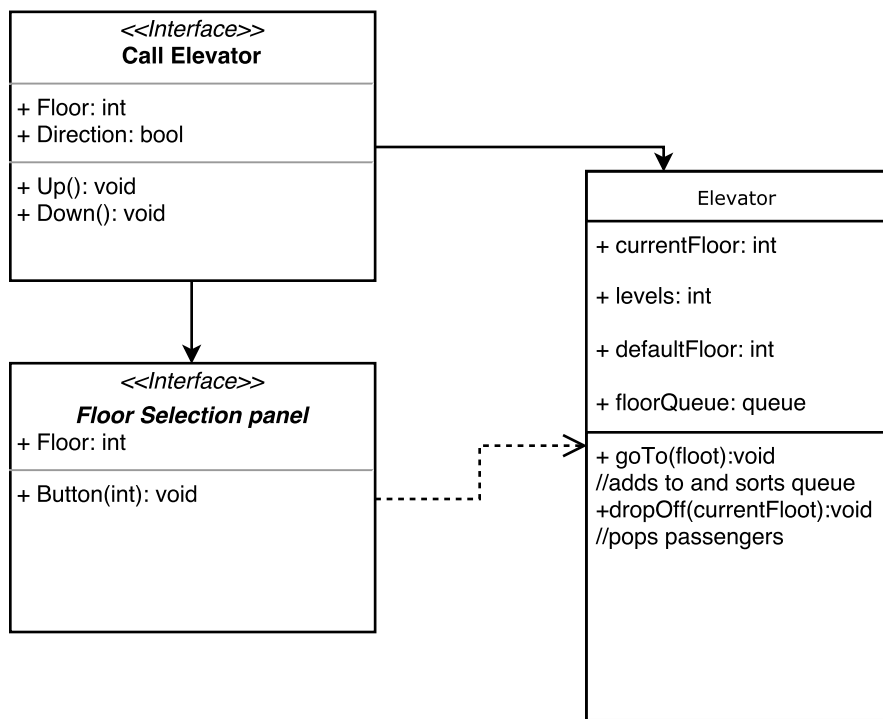 <<Interface>>
Call Elevator
+ Floor: int
+ Direction: bool
+ Up(): void
+ Down(): void
<<Interface>>
Floor Selection panel
+ Floor: int
+ Button(int): void
Elevator
+ currentFloor: int
+ levels: int
+ defaultFloor: int
+ floorQueue: queue
+ goTo(floot):void
//adds to and sorts queue
+dropOff(currentFloot):void
//pops passengers